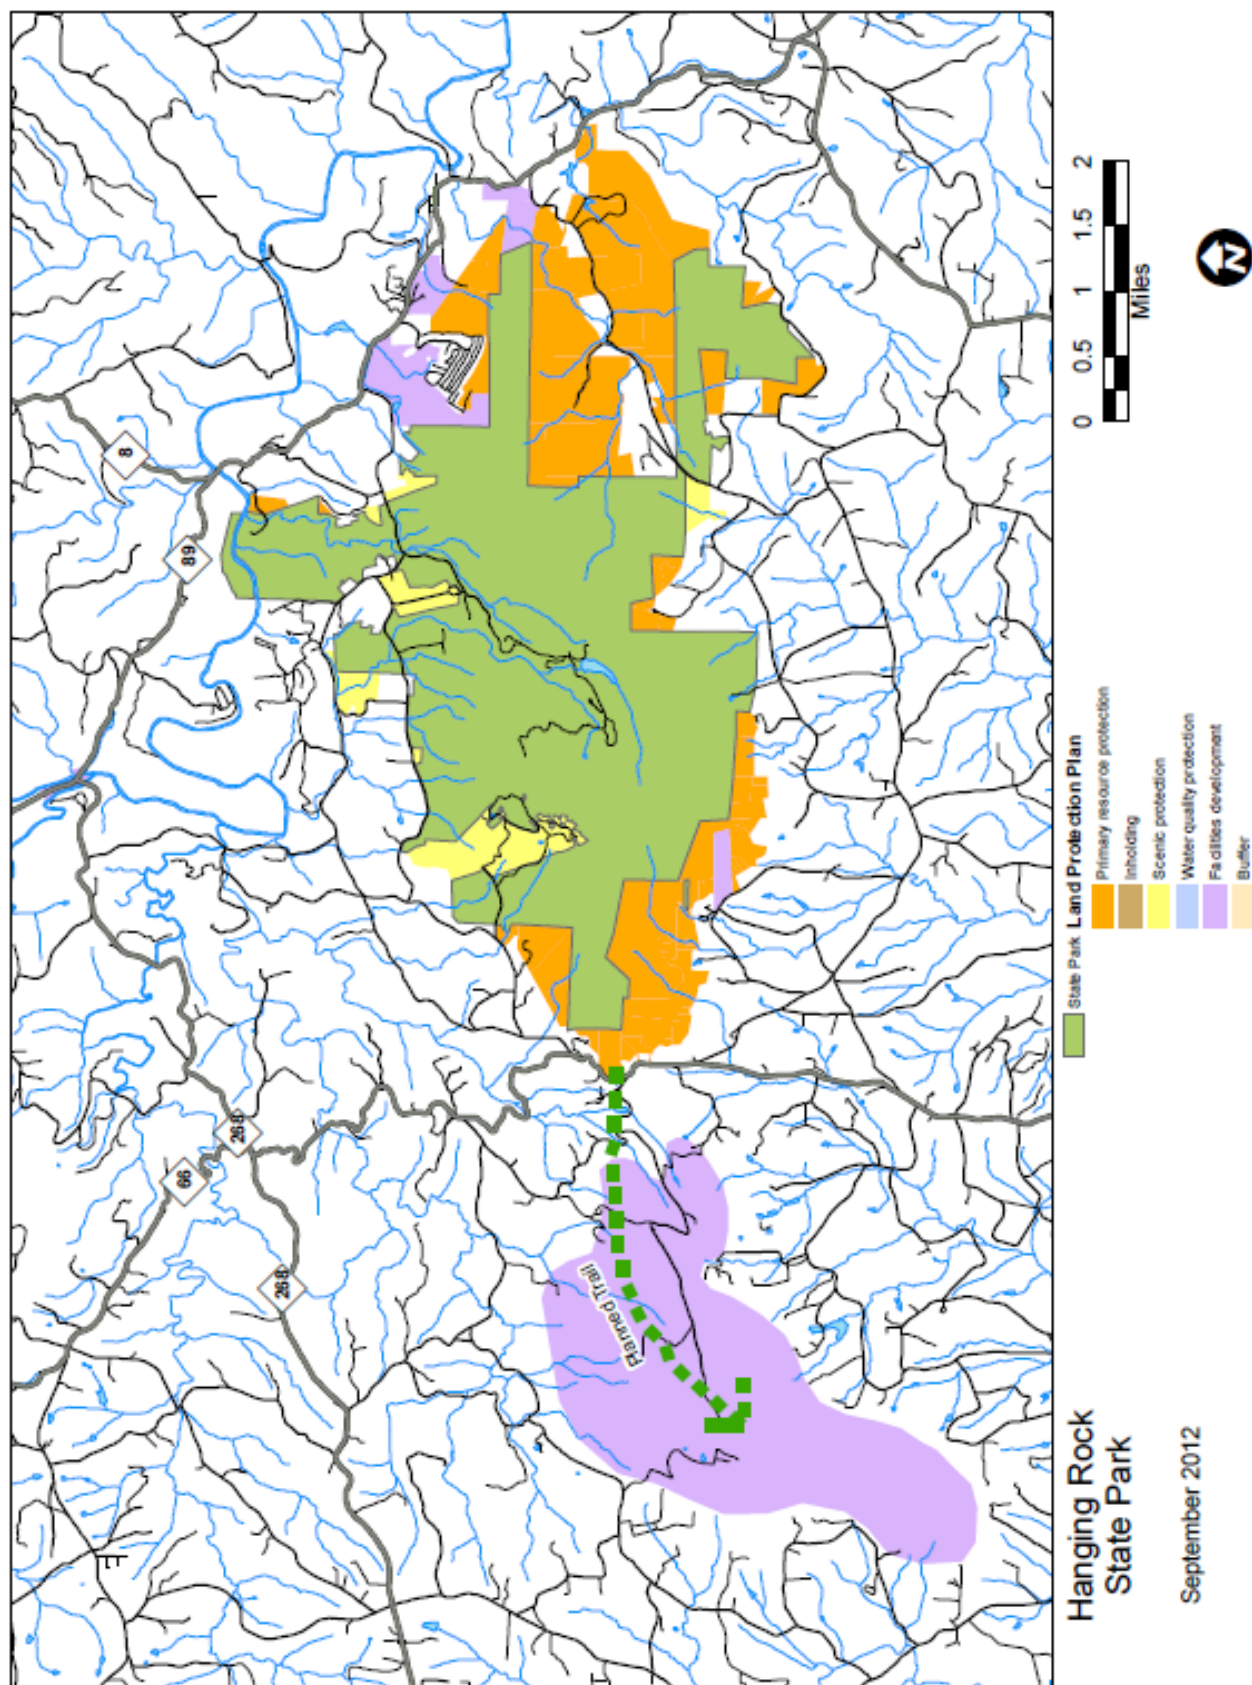 8
89
66
268
268
Planned Trail
Hanging Rock
State Park
September 2012
State Park
Land Protection Plan
Primary resource protection
Inholding
Scenic protection
Water quality protection
Facilities development
Buffer
0 0.5 1 1.5 2
Miles
N